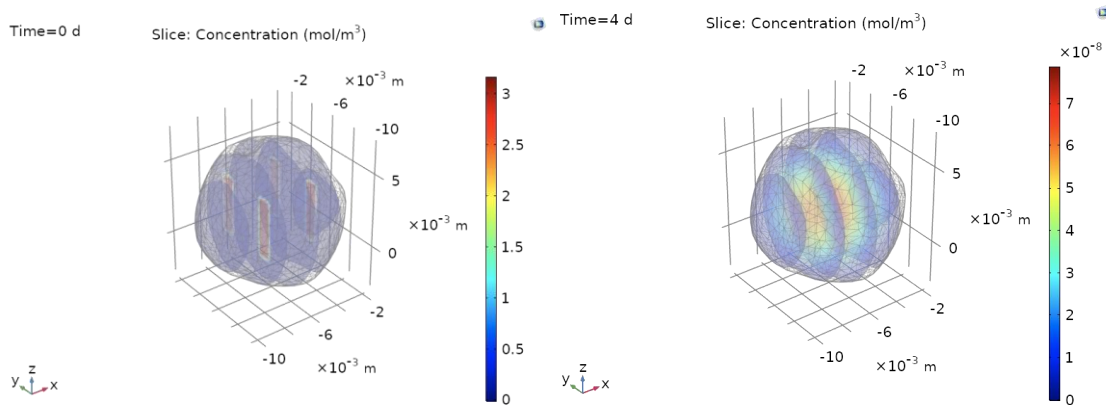 Time=0 d
Slice: Concentration (mol/m³)
-2
×10⁻³ m
-6
-10
5
×10⁻³ m
0
-2
-6
-10
×10⁻³ m
3
2.5
2
1.5
1
0.5
0
y z x
Time=4 d
Slice: Concentration (mol/m³)
×10⁻⁸
-2
×10⁻³ m
-6
-10
5
×10⁻³ m
0
-2
-6
-10
×10⁻³ m
7
6
5
4
3
2
1
0
y z x